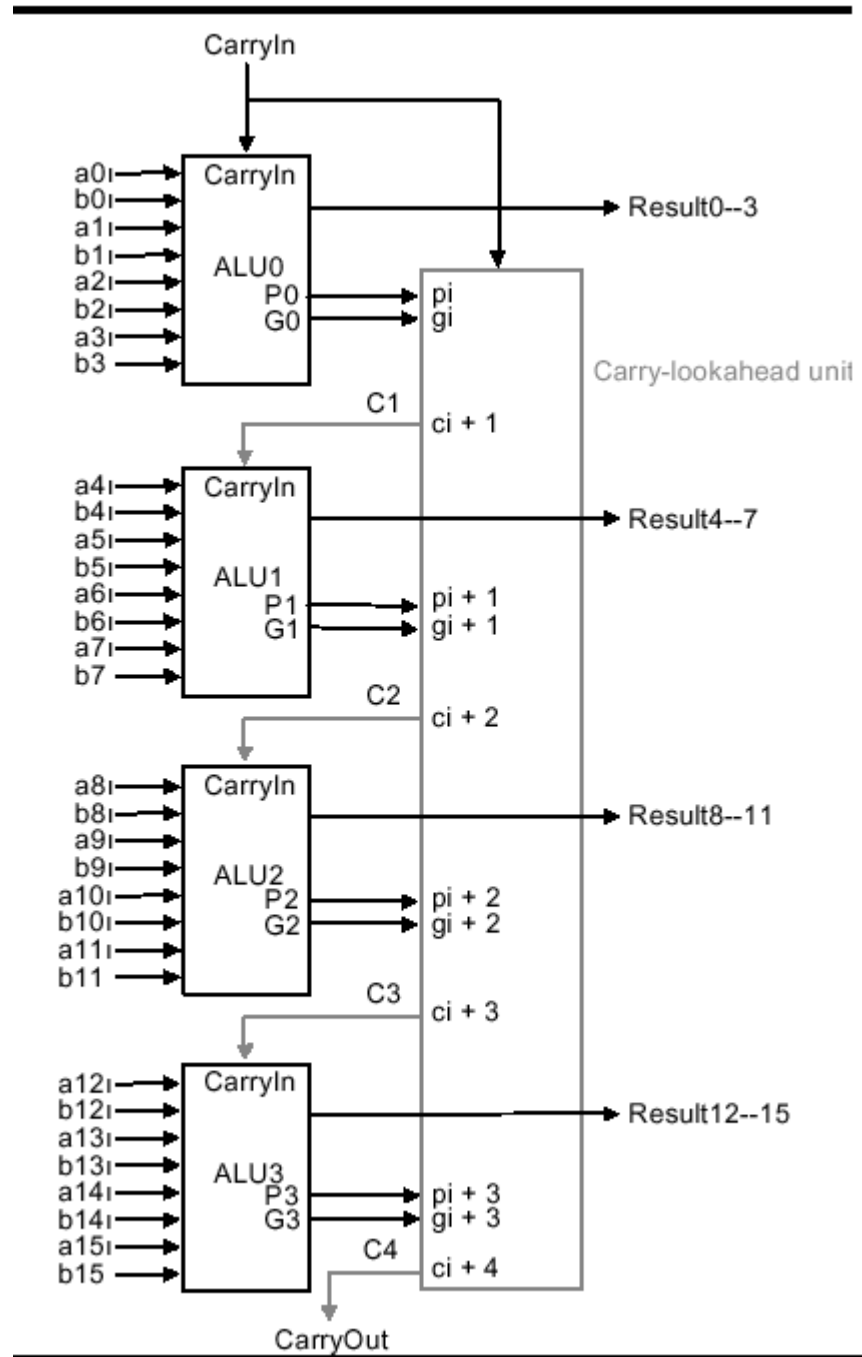 CarryIn
a0
b0
a1
b1
a2
b2
a3
b3
CarryIn
ALU0
P0
G0
Result0--3
pi
gi
Carry-lookahead unit
C1
ci + 1
a4
b4
a5
b5
a6
b6
a7
b7
CarryIn
ALU1
P1
G1
Result4--7
pi + 1
gi + 1
C2
ci + 2
a8
b8
a9
b9
a10
b10
a11
b11
CarryIn
ALU2
P2
G2
Result8--11
pi + 2
gi + 2
C3
ci + 3
a12
b12
a13
b13
a14
b14
a15
b15
CarryIn
ALU3
P3
G3
Result12--15
pi + 3
gi + 3
C4
ci + 4
CarryOut